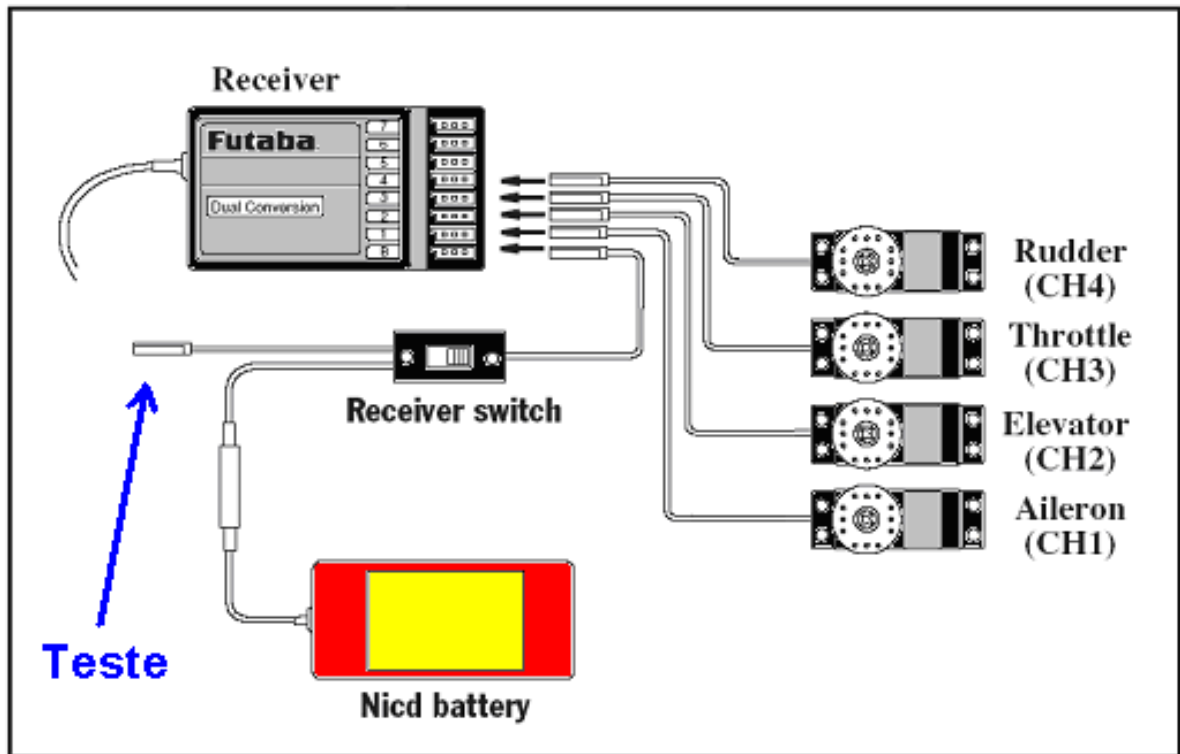 Receiver
Futaba
Dual Conversion
7
6
5
4
3
2
1
8
Rudder
(CH4)
Throttle
(CH3)
Elevator
(CH2)
Aileron
(CH1)
Receiver switch
Teste
Nicd battery